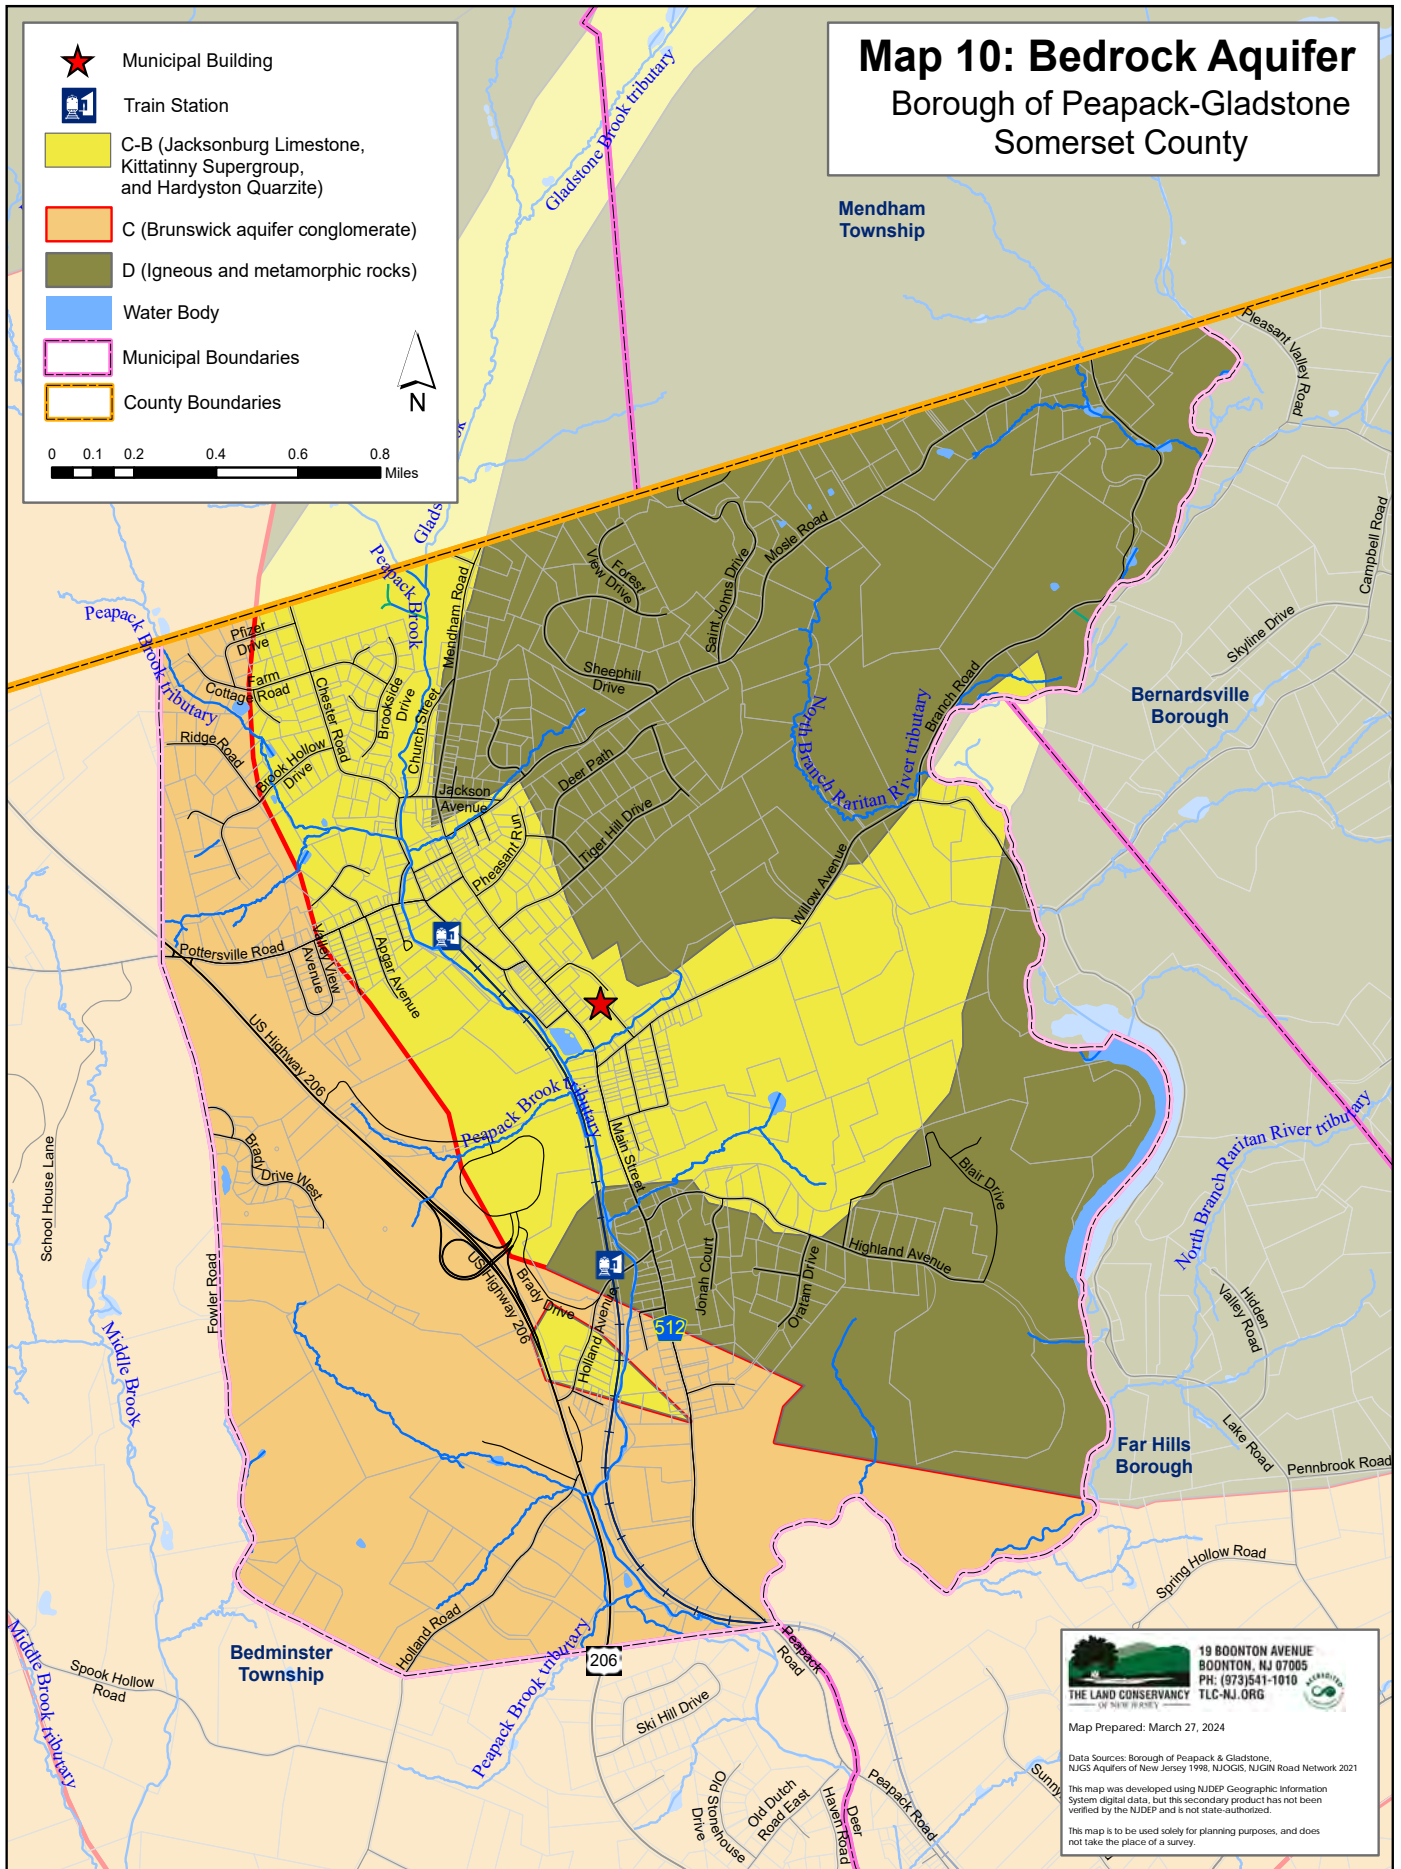 Map 10: Bedrock Aquifer
Borough of Peapack-Gladstone
Somerset County
Municipal Building
Train Station
C-B (Jacksonburg Limestone,
Kittatinny Supergroup,
and Hardyston Quarzite)
C (Brunswick aquifer conglomerate)
D (Igneous and metamorphic rocks)
Water Body
Municipal Boundaries
County Boundaries
N
0 0.1 0.2 0.4 0.6 0.8
Miles
Gladstone Brook tributary
Mendham
Township
Pleasant Valley
Road
Campbell Road
Skyline Drive
Bernardsville
Borough
Glads
ok
Peapack Brook
Peapack Brook tributary
Mendham Road
Forest
View Drive
Saint Johns Drive
Mosle Road
Sheephill
Drive
Pfizer
Drive
Farm
Cottage Road
Chester Road
Brookside
Drive
Church Street
Ridge Road
Brook Hollow
Drive
Jackson
Avenue
Deer Path
Tiger Hill Drive
Pheasant Run
North Branch Raritan River tributary
Branch Road
Willow Avenue
Pottersville Road
Valley View
Avenue
Apgar Avenue
US Highway 206
Peapack Brook tributary
Main Street
School House Lane
Brady
Drive West
Fowler Road
Middle Brook
US Highway 206
Brady Drive
Holland Avenue
512
Jonah Court
Olatam Drive
Highland Avenue
Blair Drive
North Branch Raritan River tributary
Hidden
Valley Road
Lake Road
Far Hills
Borough
Pennbrook Road
Spring Hollow Road
Holland Road
Bedminster
Township
Spook Hollow
Road
Middle Brook tributary
Peapack Brook tributary
206
Peapack
Road
Ski Hill Drive
Old Stonehouse
Drive
Old Dutch
Road East
Deer
Haven Road
Peapack Road
Sunny
THE LAND CONSERVANCY
OF NEW JERSEY
19 BOONTON AVENUE
BOONTON, NJ 07005
PH: (973)541-1010
TLC-NJ.ORG
ACCREDITED
Map Prepared: March 27, 2024
Data Sources: Borough of Peapack & Gladstone,
NJGS Aquifers of New Jersey 1998, NJOGIS, NJGIN Road Network 2021
This map was developed using NJDEP Geographic Information
System digital data, but this secondary product has not been
verified by the NJDEP and is not state-authorized.
This map is to be used solely for planning purposes, and does
not take the place of a survey.